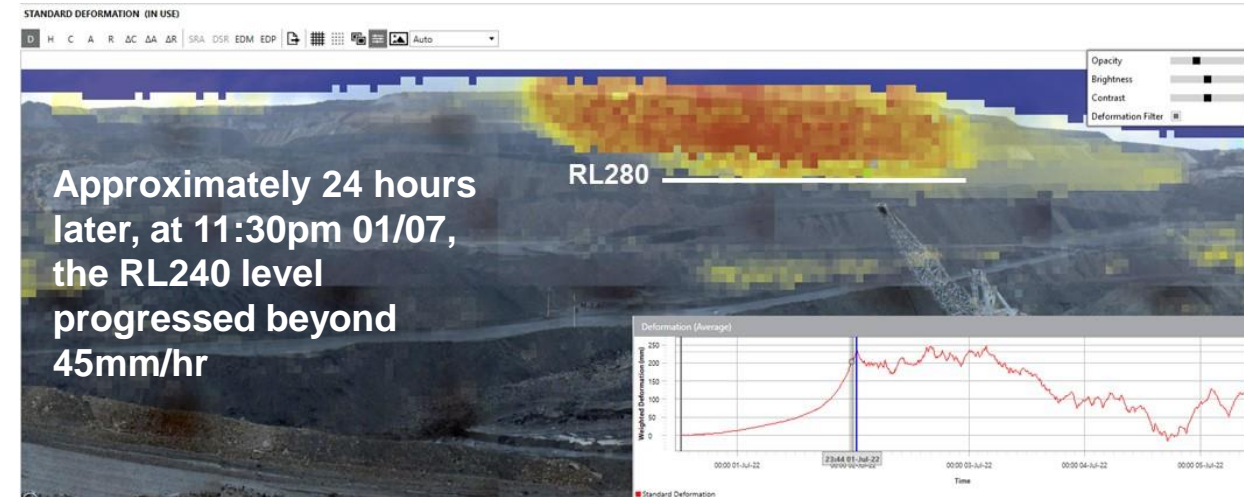 STANDARD DEFORMATION (IN USE)
D H C A R ΔC ΔA ΔR SRA DSR EDM EDP Auto
Opacity
Brightness
Contrast
Deformation Filter
RL280
Approximately 24 hours
later, at 11:30pm 01/07,
the RL240 level
progressed beyond
45mm/hr
Deformation (Average)
Weighted Deformation (mm)
250
200
150
100
50
0
23:44 01-Jul-22
00:00 01-Jul-22 00:00 03-Jul-22 00:00 04-Jul-22 00:00 05-Jul-22
Time
Standard Deformation